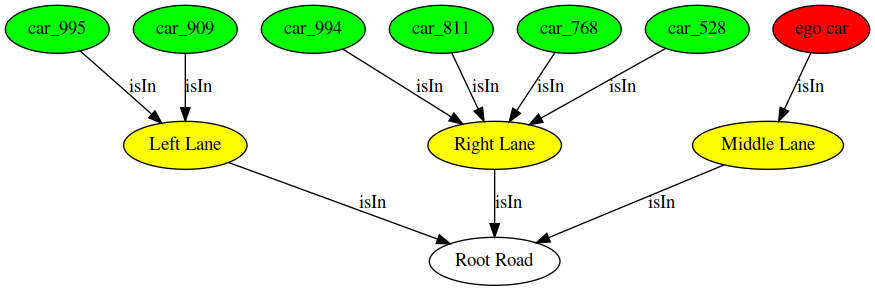 car_995
car_909
car_994
car_811
car_768
car_528
ego car
isIn
isIn
isIn
isIn
isIn
isIn
isIn
Left Lane
Right Lane
Middle Lane
isIn
isIn
isIn
Root Road